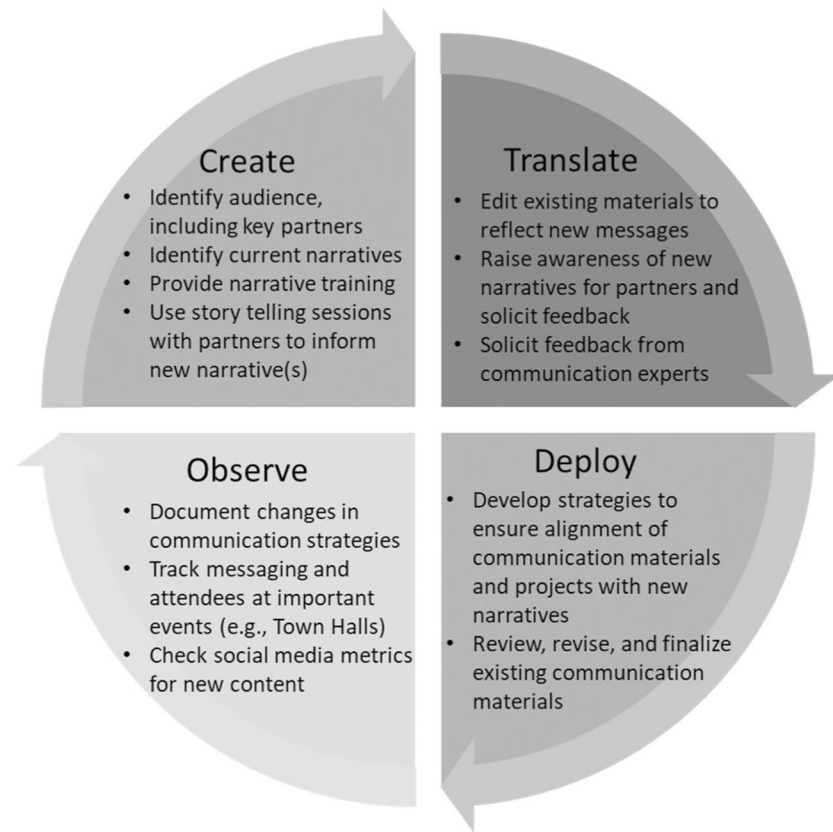 Create
• Identify audience,
including key partners
• Identify current narratives
• Provide narrative training
• Use story telling sessions
with partners to inform
new narrative(s)
Translate
• Edit existing materials to
reflect new messages
• Raise awareness of new
narratives for partners and
solicit feedback
• Solicit feedback from
communication experts
Observe
• Document changes in
communication strategies
• Track messaging and
attendees at important
events (e.g., Town Halls)
• Check social media metrics
for new content
Deploy
• Develop strategies to
ensure alignment of
communication materials
and projects with new
narratives
• Review, revise, and finalize
existing communication
materials